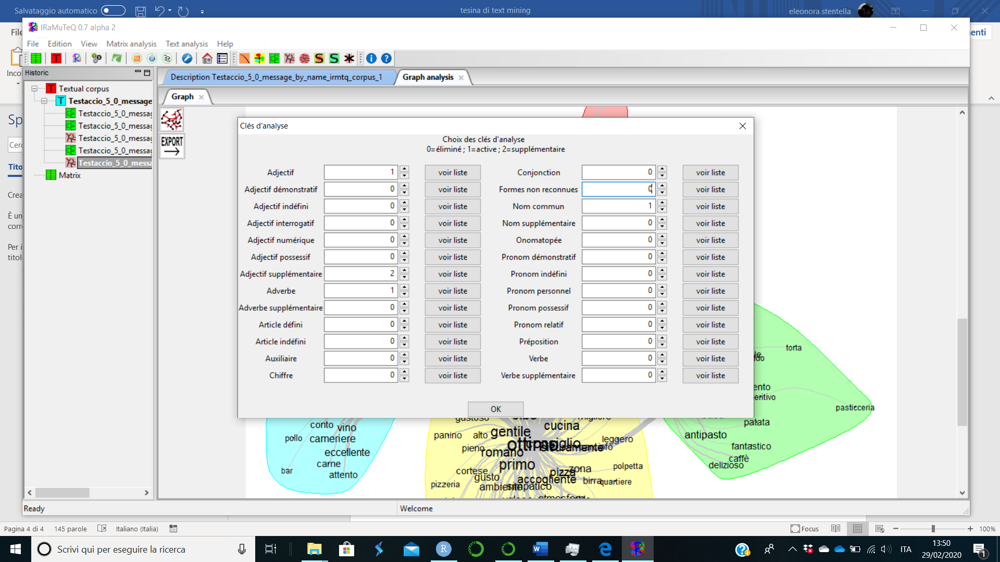 Salvataggio automatico
tesina di text mining
eleonora stentella
File
IRaMuTeQ 0.7 alpha 2
File Edition View Matrix analysis Text analysis Help
Historic
Textual corpus
Testaccio_5_0_message
Testaccio_5_0_messag
Testaccio_5_0_messag
Testaccio_5_0_messag
Testaccio_5_0_messag
Testaccio_5_0_messa
Matrix
Description Testaccio_5_0_message_by_name_irmtq_corpus_1
Graph analysis
Graph
EXPORT
Clés d'analyse
Choix des clés d'analyse
0=éliminé ; 1=active ; 2=supplémentaire
Adjectif 1 voir liste Conjonction 0 voir liste
Adjectif démonstratif 0 voir liste Formes non reconnues 0 voir liste
Adjectif indéfini 0 voir liste Nom commun 1 voir liste
Adjectif interrogatif 0 voir liste Nom supplémentaire 0 voir liste
Adjectif numérique 0 voir liste Onomatopée 0 voir liste
Adjectif possessif 0 voir liste Pronom démonstratif 0 voir liste
Adjectif supplémentaire 2 voir liste Pronom indéfini 0 voir liste
Adverbe 1 voir liste Pronom personnel 0 voir liste
Adverbe supplémentaire 0 voir liste Pronom possessif 0 voir liste
Article défini 0 voir liste Pronom relatif 0 voir liste
Article indéfini 0 voir liste Préposition 0 voir liste
Auxiliaire 0 voir liste Verbe 0 voir liste
Chiffre 0 voir liste Verbe supplémentaire 0 voir liste
OK
torta
pasticceria
patata
antipasto
fantastico
caffè
delizioso
conto vino
pollo cameriere
eccellente
carne
bar attento
gustoso
migliore
cucina
panino alto gentile
leggero
ottimo
consiglio
sicuramente
pieno
romano
primo
polpetta
cortese
gusto
pizza
zona
accogliente
birra quartiere
pizzeria
ambiente
simpatico
atmosfera
Ready
Welcome
Pagina 4 di 4 145 parole Italiano (Italia) Focus 100%
Scrivi qui per eseguire la ricerca
ITA
13:50
29/02/2020
1